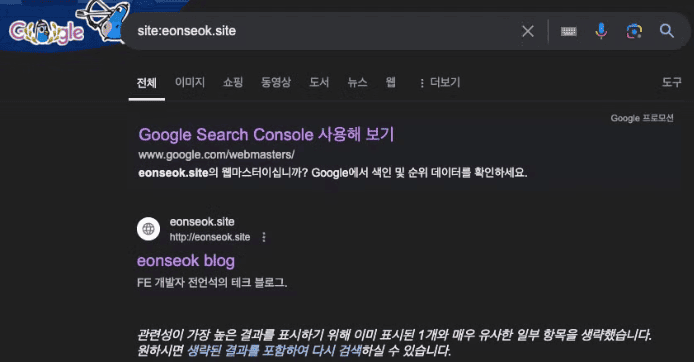 Google
site:eonseok.site
전체 이미지 쇼핑 동영상 도서 뉴스 웹 더보기 도구
Google 프로모션
Google Search Console 사용해 보기
www.google.com/webmasters/
eonseok.site의 웹마스터이십니까? Google에서 색인 및 순위 데이터를 확인하세요.
eonseok.site
http://eonseok.site
eonseok blog
FE 개발자 전언석의 테크 블로그.
관련성이 가장 높은 결과를 표시하기 위해 이미 표시된 1개와 매우 유사한 일부 항목을 생략했습니다.
원하시면 생략된 결과를 포함하여 다시 검색하실 수 있습니다.